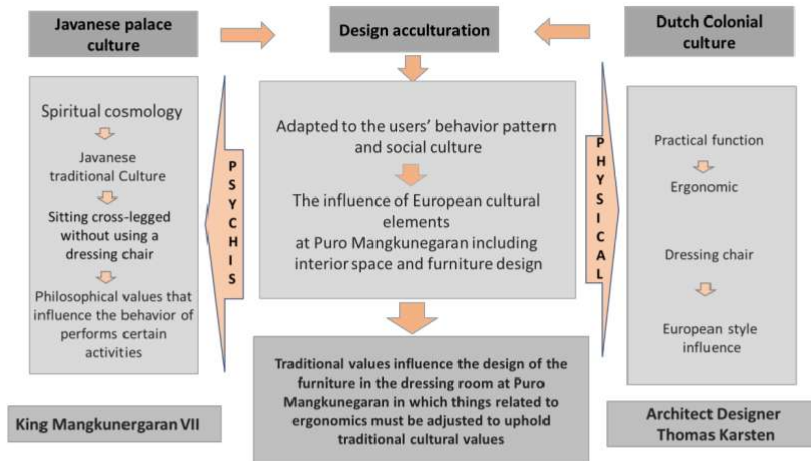 Javanese palace
culture
Design acculturation
Dutch Colonial
culture
Spiritual cosmology
Javanese
traditional Culture
Sitting cross-legged
without using a
dressing chair
Philosophical values that
influence the behavior of
performs certain
activities
PSYCHIS
Adapted to the users' behavior pattern
and social culture
The influence of European cultural
elements
at Puro Mangkunegaran including
interior space and furniture design
PHYSICAL
Practical function
Ergonomic
Dressing chair
European style
influence
Traditional values influence the design of the
furniture in the dressing room at Puro
Mangkunegaran in which things related to
ergonomics must be adjusted to uphold
traditional cultural values
King Mangkunergaran VII
Architect Designer
Thomas Karsten